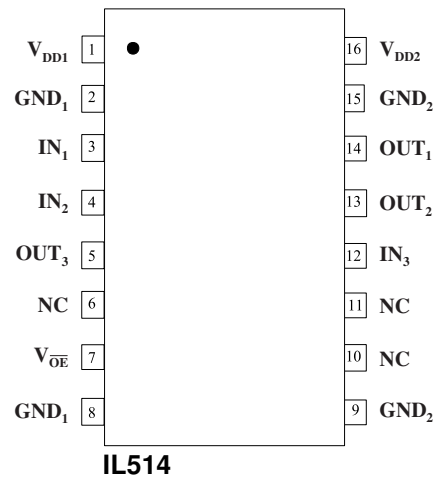 V_DD1 1 16 V_DD2
GND_1 2 15 GND_2
IN_1 3 14 OUT_1
IN_2 4 13 OUT_2
OUT_3 5 12 IN_3
NC 6 11 NC
V_O̅E̅ 7 10 NC
GND_1 8 9 GND_2
IL514